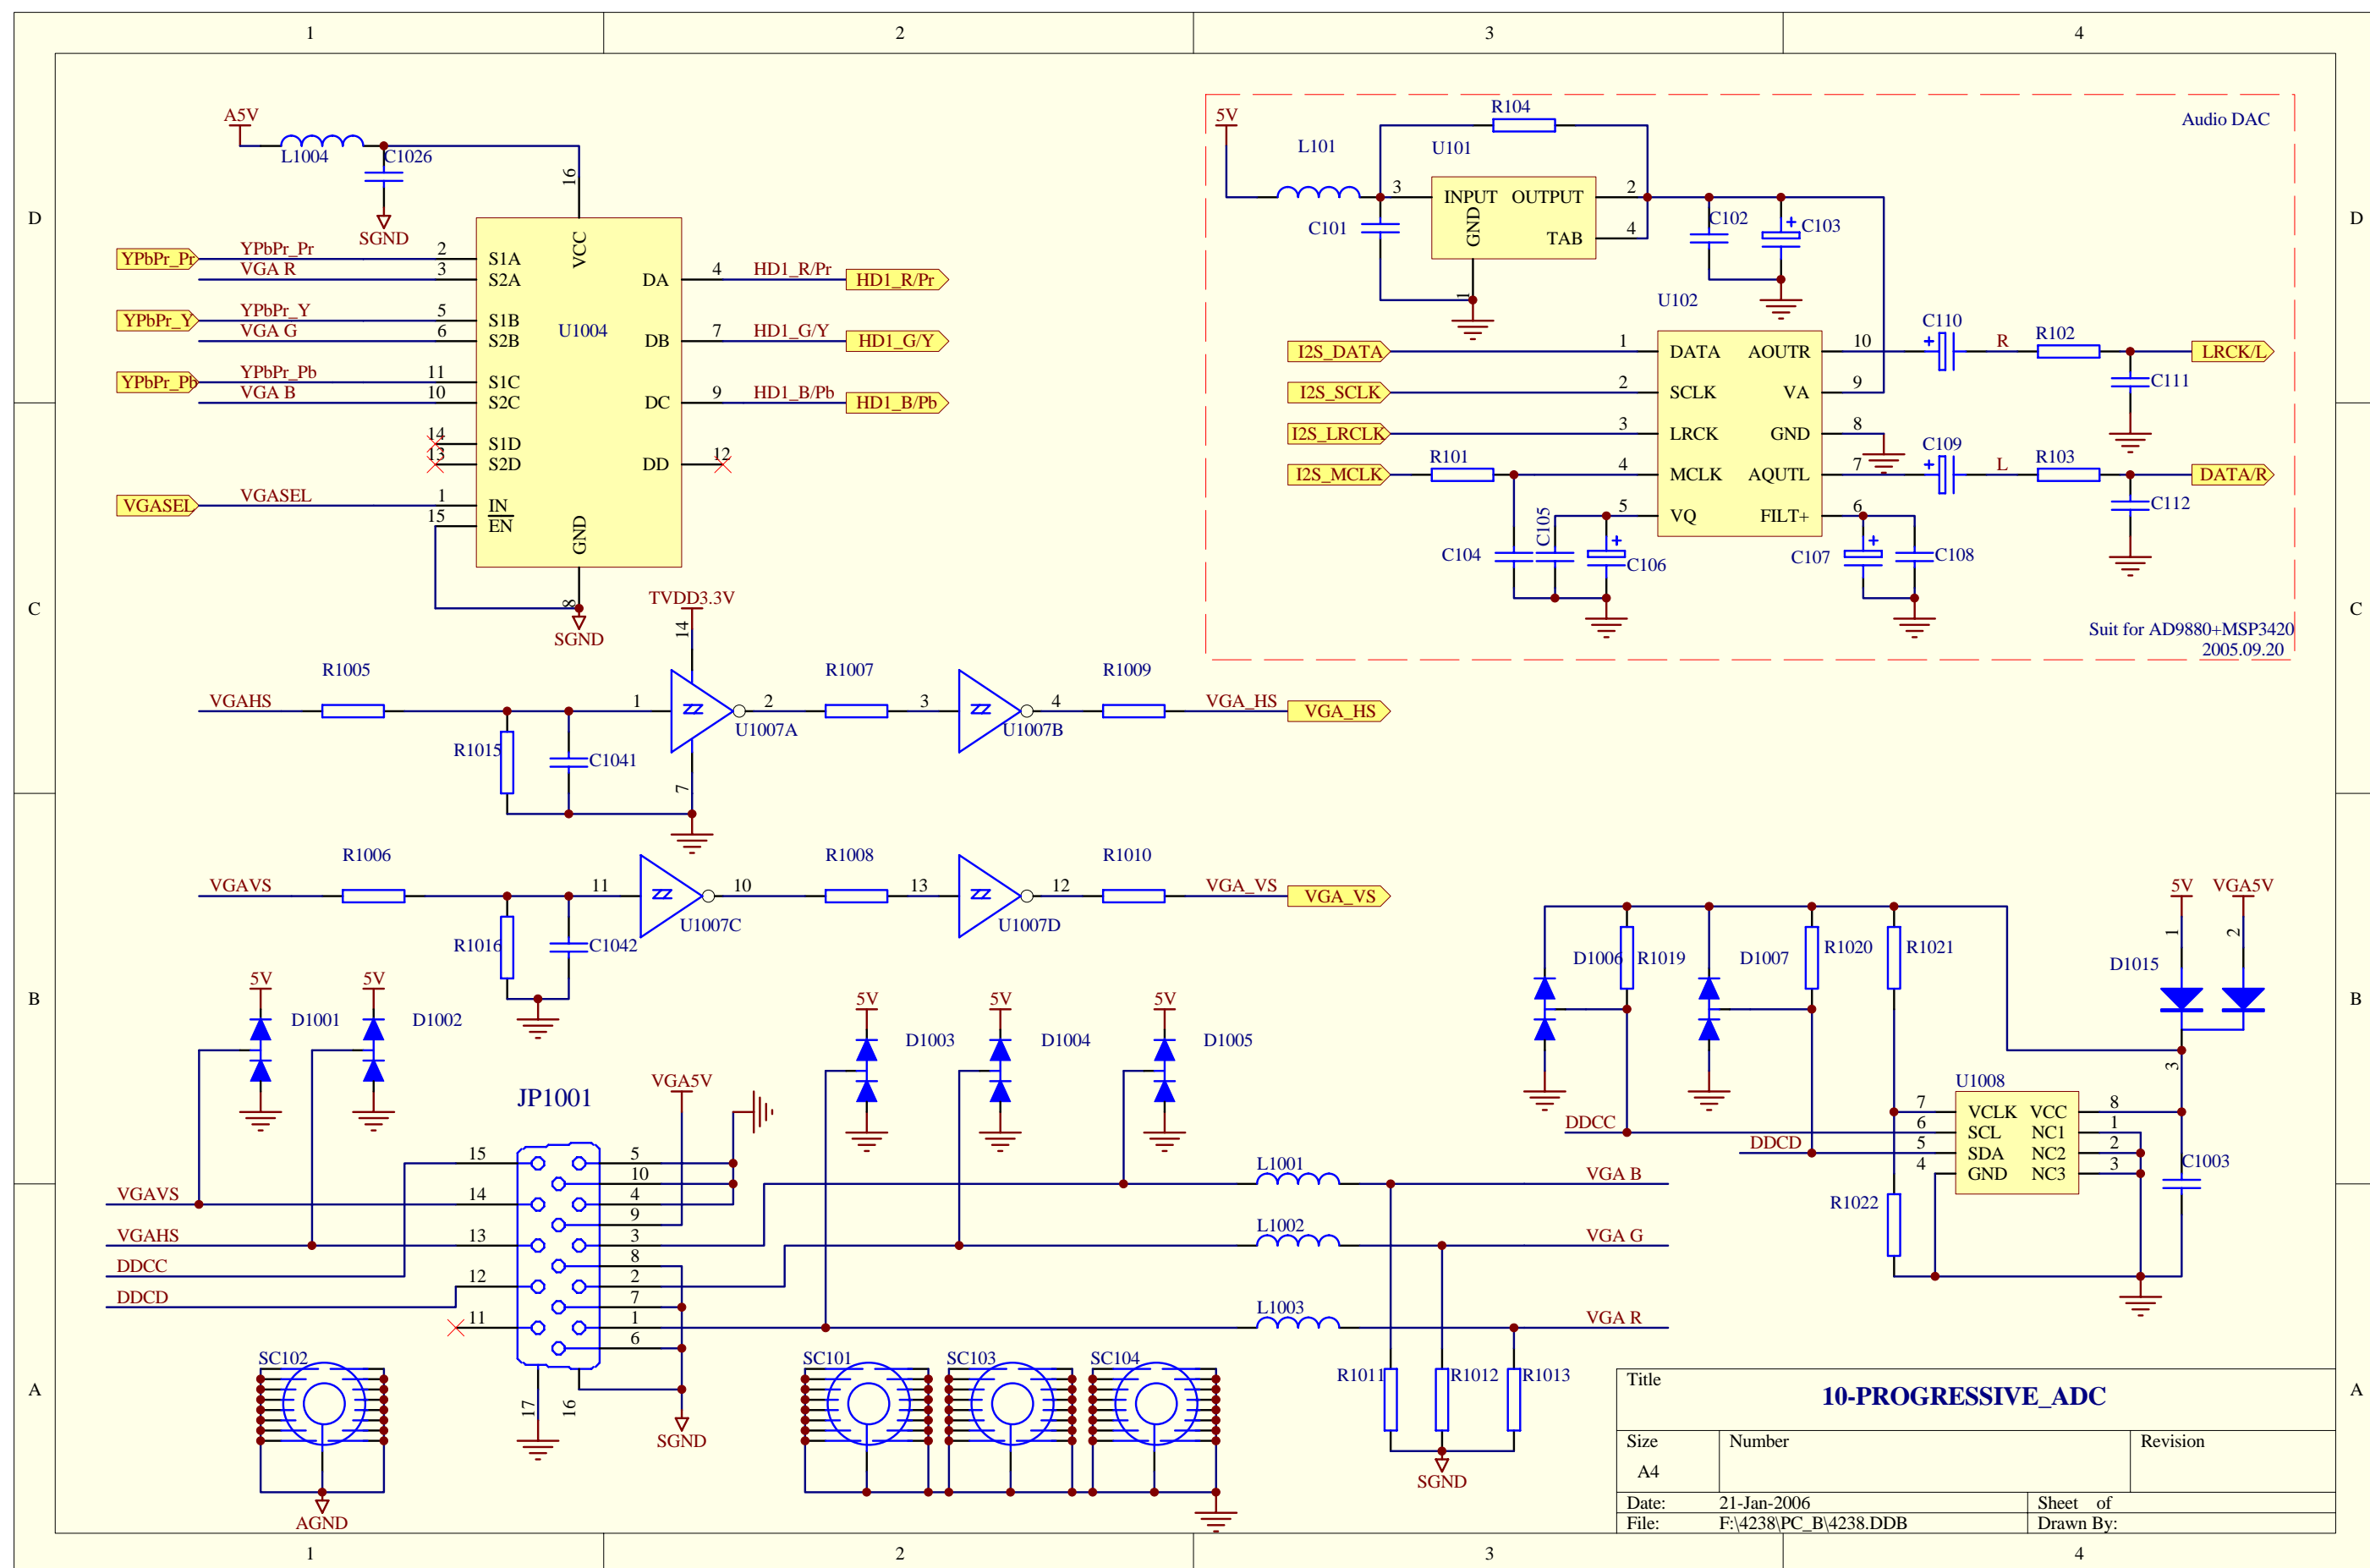 1 2 3 4
D
C
B
A
D
C
B
A
A5V
L1004
C1026
SGND
16
VCC
YPbPr_Pr YPbPr_Pr 2 S1A
VGA R 3 S2A
DA 4 HD1_R/Pr HD1_R/Pr
YPbPr_Y YPbPr_Y 5 S1B
VGA G 6 S2B
U1004
DB 7 HD1_G/Y HD1_G/Y
YPbPr_Pb YPbPr_Pb 11 S1C
VGA B 10 S2C
DC 9 HD1_B/Pb HD1_B/Pb
14 S1D
13 S2D
DD 12
VGASEL VGASEL 1 IN
15 EN
GND
8
SGND
Audio DAC
5V
L101
R104
U101
C101
3 INPUT OUTPUT 2
GND
TAB 4
1
C102
C103
U102
I2S_DATA 1 DATA AOUTR 10
I2S_SCLK 2 SCLK VA 9
I2S_LRCLK 3 LRCK GND 8
I2S_MCLK R101 4 MCLK AQUTL 7
5 VQ FILT+ 6
C110 R R102 LRCK/L
C111
C109 L R103 DATA/R
C112
C104
C105
C106
C107
C108
Suit for AD9880+MSP3420
2005.09.20
TVDD3.3V
14
VGAHS R1005 1 2 U1007A R1007 3 4 U1007B R1009 VGA_HS VGA_HS
R1015
C1041
7
VGAVS R1006 11 10 U1007C R1008 13 12 U1007D R1010 VGA_VS VGA_VS
R1016
C1042
5V D1001
5V D1002
5V D1003
5V D1004
5V D1005
D1006 R1019
D1007 R1020
R1021
5V VGA5V
1 2
D1015
3
U1008
7 VCLK VCC 8
DDCC 6 SCL NC1 1
DDCD 5 SDA NC2 2
4 GND NC3 3
C1003
R1022
JP1001
VGA5V
15
VGAVS 14
VGAHS 13
DDCC
12
DDCD
11
5
10
4
9
3
8
2
7
1
6
17
16
SGND
L1001 VGA B
L1002 VGA G
L1003 VGA R
R1011
R1012
R1013
SGND
SC102
AGND
SC101
SC103
SC104
Title
10-PROGRESSIVE_ADC
Size Number Revision
A4
Date: 21-Jan-2006 Sheet of
File: F:\4238\PC_B\4238.DDB Drawn By:
1 2 3 4